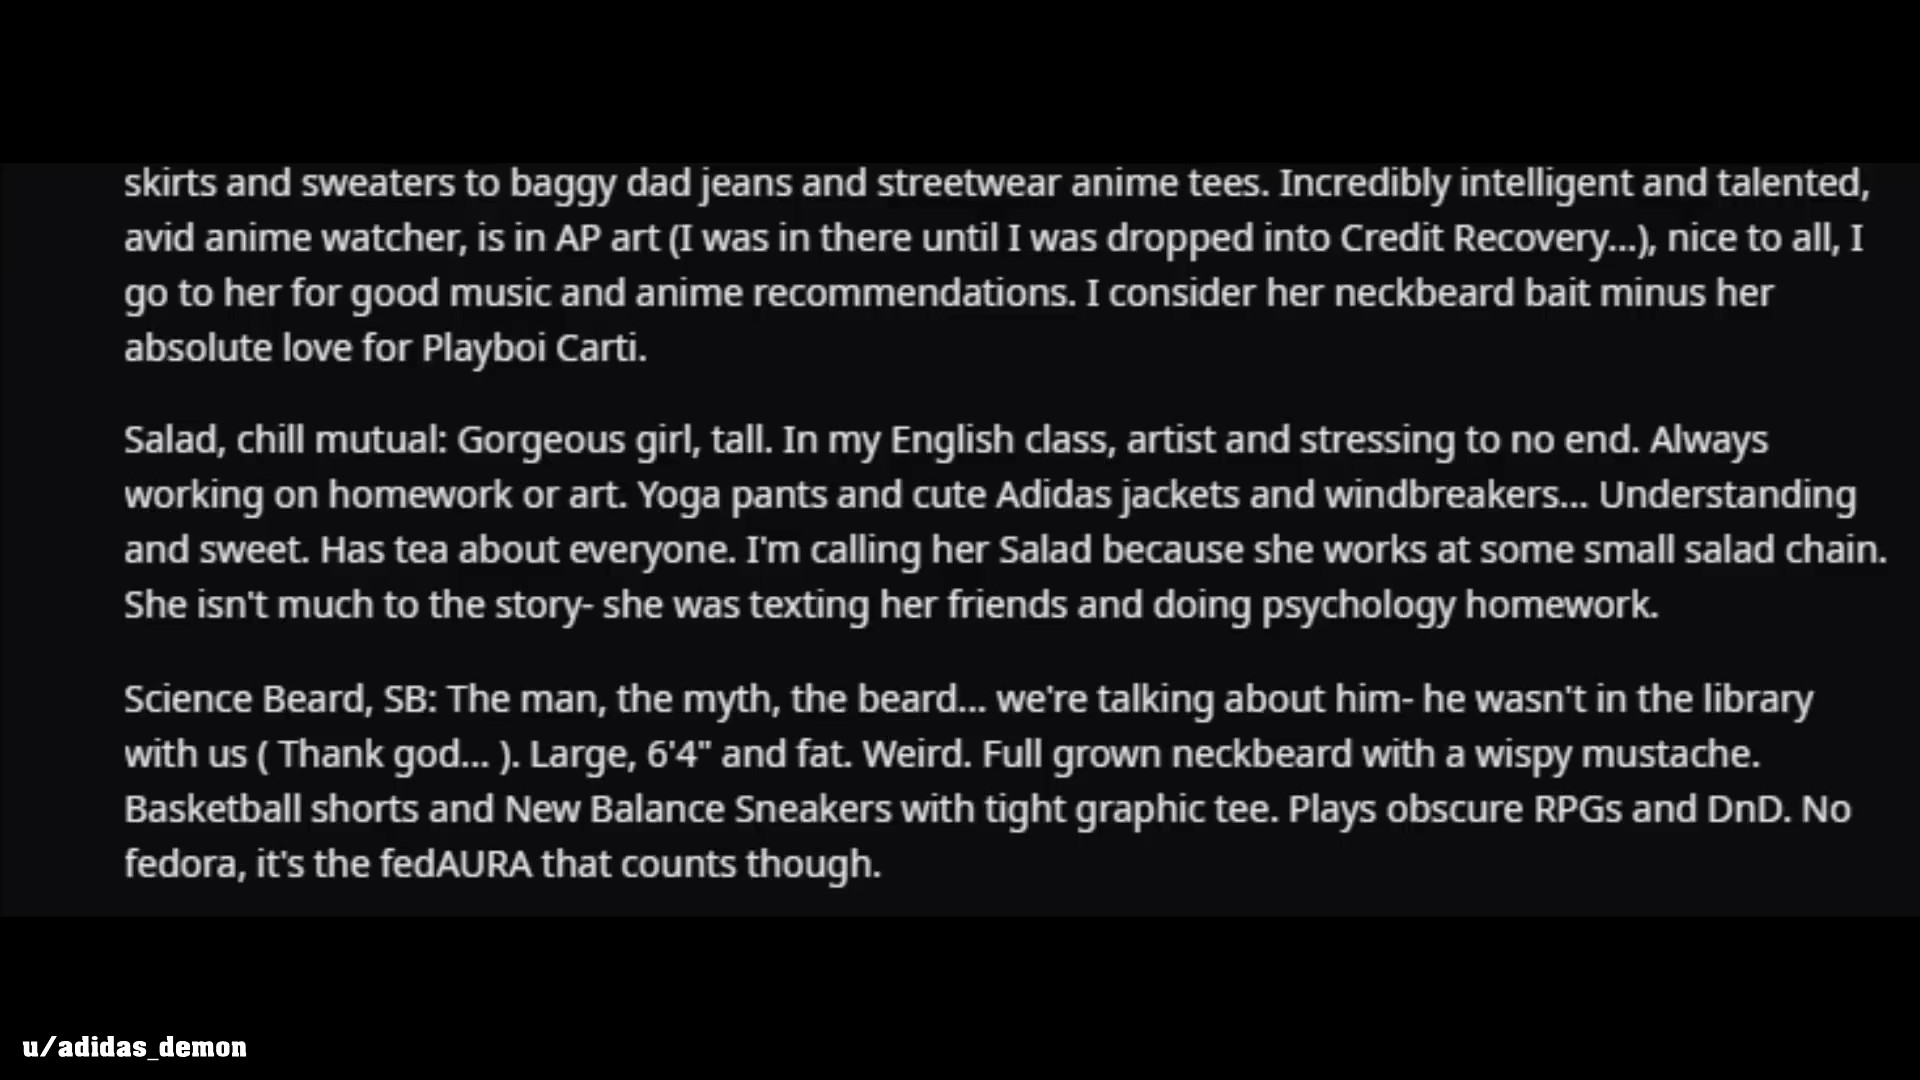 skirts and sweaters to baggy dad jeans and streetwear anime tees. Incredibly intelligent and talented,
avid anime watcher, is in AP art (I was in there until I was dropped into Credit Recovery...), nice to all, I
go to her for good music and anime recommendations. I consider her neckbeard bait minus her
absolute love for Playboi Carti.
Salad, chill mutual: Gorgeous girl, tall. In my English class, artist and stressing to no end. Always
working on homework or art. Yoga pants and cute Adidas jackets and windbreakers... Understanding
and sweet. Has tea about everyone. I'm calling her Salad because she works at some small salad chain.
She isn't much to the story- she was texting her friends and doing psychology homework.
Science Beard, SB: The man, the myth, the beard... we're talking about him- he wasn't in the library
with us ( Thank god... ). Large, 6'4" and fat. Weird. Full grown neckbeard with a wispy mustache.
Basketball shorts and New Balance Sneakers with tight graphic tee. Plays obscure RPGs and DnD. No
fedora, it's the fedAURA that counts though.
u/adidas_demon